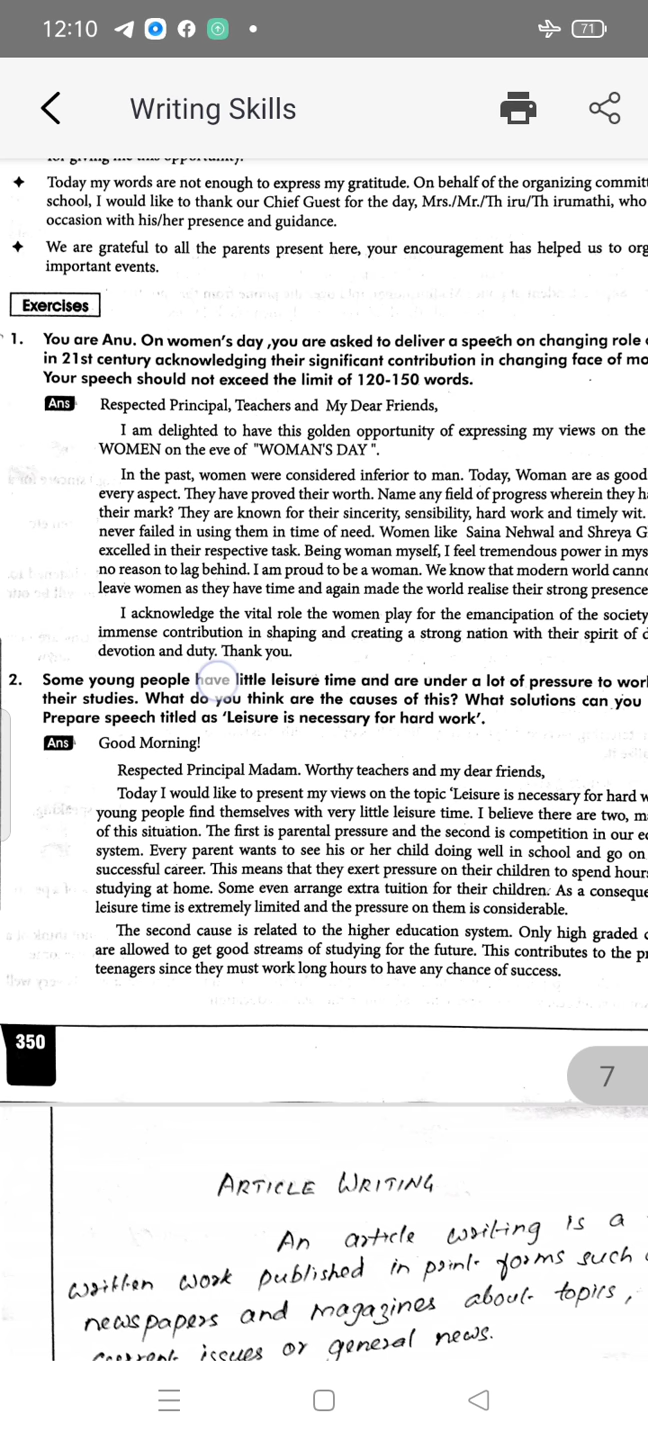 12:10
71
Writing Skills
for giving me this opportunity.
✦ Today my words are not enough to express my gratitude. On behalf of the organizing committ
school, I would like to thank our Chief Guest for the day, Mrs./Mr./Th iru/Th irumathi, who
occasion with his/her presence and guidance.
✦ We are grateful to all the parents present here, your encouragement has helped us to org
important events.
Exercises
1. You are Anu. On women's day ,you are asked to deliver a speech on changing role
in 21st century acknowledging their significant contribution in changing face of mo
Your speech should not exceed the limit of 120-150 words.
Ans Respected Principal, Teachers and My Dear Friends,
I am delighted to have this golden opportunity of expressing my views on the
WOMEN on the eve of "WOMAN'S DAY ".
In the past, women were considered inferior to man. Today, Woman are as good
every aspect. They have proved their worth. Name any field of progress wherein they h
their mark? They are known for their sincerity, sensibility, hard work and timely wit.
never failed in using them in time of need. Women like Saina Nehwal and Shreya G
excelled in their respective task. Being woman myself, I feel tremendous power in mys
no reason to lag behind. I am proud to be a woman. We know that modern world canno
leave women as they have time and again made the world realise their strong presence
I acknowledge the vital role the women play for the emancipation of the society
immense contribution in shaping and creating a strong nation with their spirit of d
devotion and duty. Thank you.
2. Some young people have little leisure time and are under a lot of pressure to wor
their studies. What do you think are the causes of this? What solutions can you
Prepare speech titled as 'Leisure is necessary for hard work'.
Ans Good Morning!
Respected Principal Madam. Worthy teachers and my dear friends,
Today I would like to present my views on the topic 'Leisure is necessary for hard w
young people find themselves with very little leisure time. I believe there are two, m
of this situation. The first is parental pressure and the second is competition in our e
system. Every parent wants to see his or her child doing well in school and go on
successful career. This means that they exert pressure on their children to spend hour
studying at home. Some even arrange extra tuition for their children. As a conseque
leisure time is extremely limited and the pressure on them is considerable.
The second cause is related to the higher education system. Only high graded
are allowed to get good streams of studying for the future. This contributes to the p
teenagers since they must work long hours to have any chance of success.
350
7
ARTICLE WRITING
An article writing is a
written work published in print forms such
newspapers and magazines about topics,
current issues or general news.